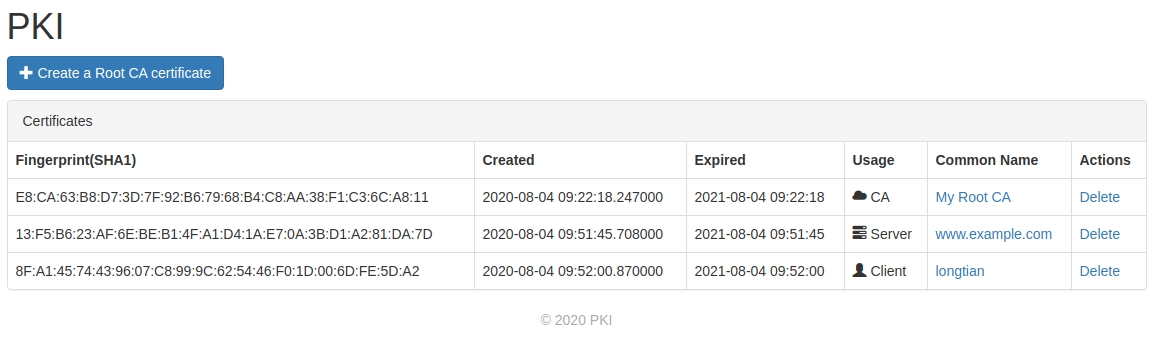 PKI
Create a Root CA certificate
Certificates
Fingerprint(SHA1) Created Expired Usage Common Name Actions
E8:CA:63:B8:D7:3D:7F:92:B6:79:68:B4:C8:AA:38:F1:C3:6C:A8:11 2020-08-04 09:22:18.247000 2021-08-04 09:22:18 CA My Root CA Delete
13:F5:B6:23:AF:6E:BE:B1:4F:A1:D4:1A:E7:0A:3B:D1:A2:81:DA:7D 2020-08-04 09:51:45.708000 2021-08-04 09:51:45 Server www.example.com Delete
8F:A1:45:74:43:96:07:C8:99:9C:62:54:46:F0:1D:00:6D:FE:5D:A2 2020-08-04 09:52:00.870000 2021-08-04 09:52:00 Client longtian Delete
© 2020 PKI